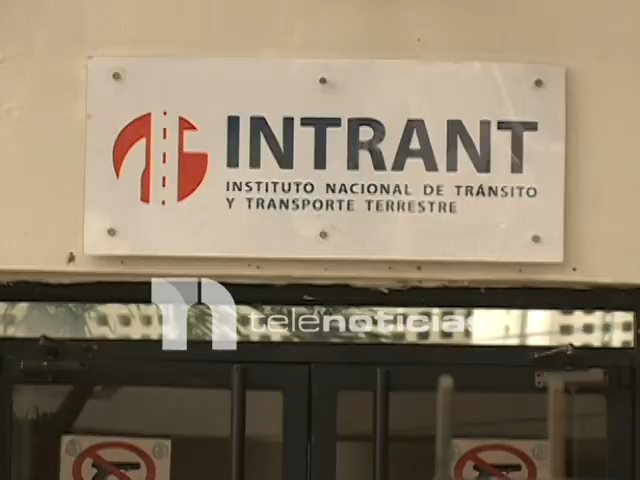 INTRANT
INSTITUTO NACIONAL DE TRÁNSITO
Y TRANSPORTE TERRESTRE
telenoticias